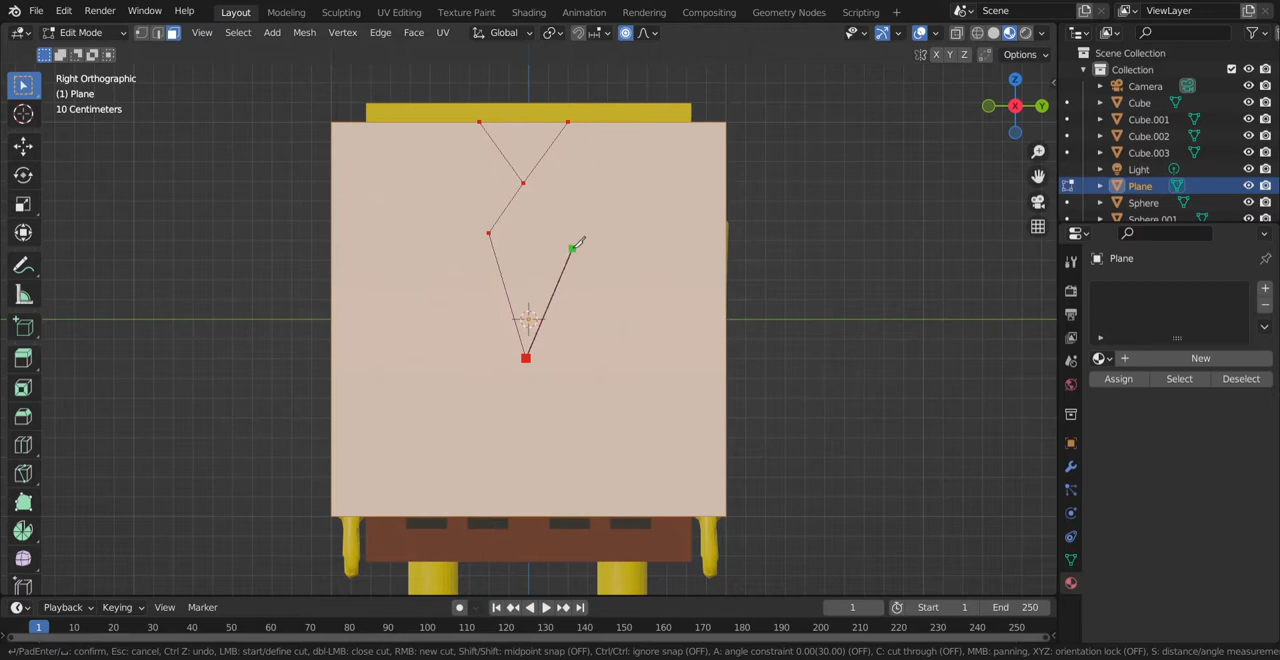 File Edit Render Window Help Layout Modeling Sculpting UV Editing Texture Paint Shading Animation Rendering Compositing Geometry Nodes Scripting + Scene ViewLayer
Edit Mode View Select Add Mesh Vertex Edge Face UV Global
X Y Z Options
Right Orthographic
(1) Plane
10 Centimeters
Z
Y
X
Scene Collection
Collection
Camera
Cube
Cube.001
Cube.002
Cube.003
Light
Plane
Sphere
Sphere.001
Plane
New
Assign Select Deselect
Playback Keying View Marker 1 Start 1 End 250
1 10 20 30 40 50 60 70 80 90 100 110 120 130 140 150 160 170 180 190 200 210 220 230 240 250
/PadEnter/: confirm, Esc: cancel, Ctrl Z: undo, LMB: start/define cut, dbl-LMB: close cut, RMB: new cut, Shift/Shift: midpoint snap (OFF), Ctrl/Ctrl: ignore snap (OFF), A: angle constraint 0.00(30.00) (OFF), C: cut through (OFF), MMB: panning, XYZ: orientation lock (OFF), S: distance/angle measureme